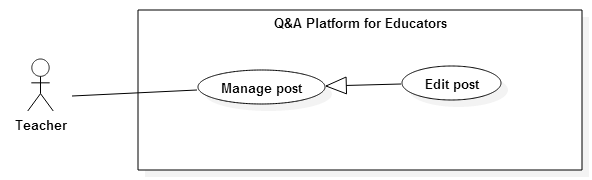 Q&A Platform for Educators
Manage post
Edit post
Teacher